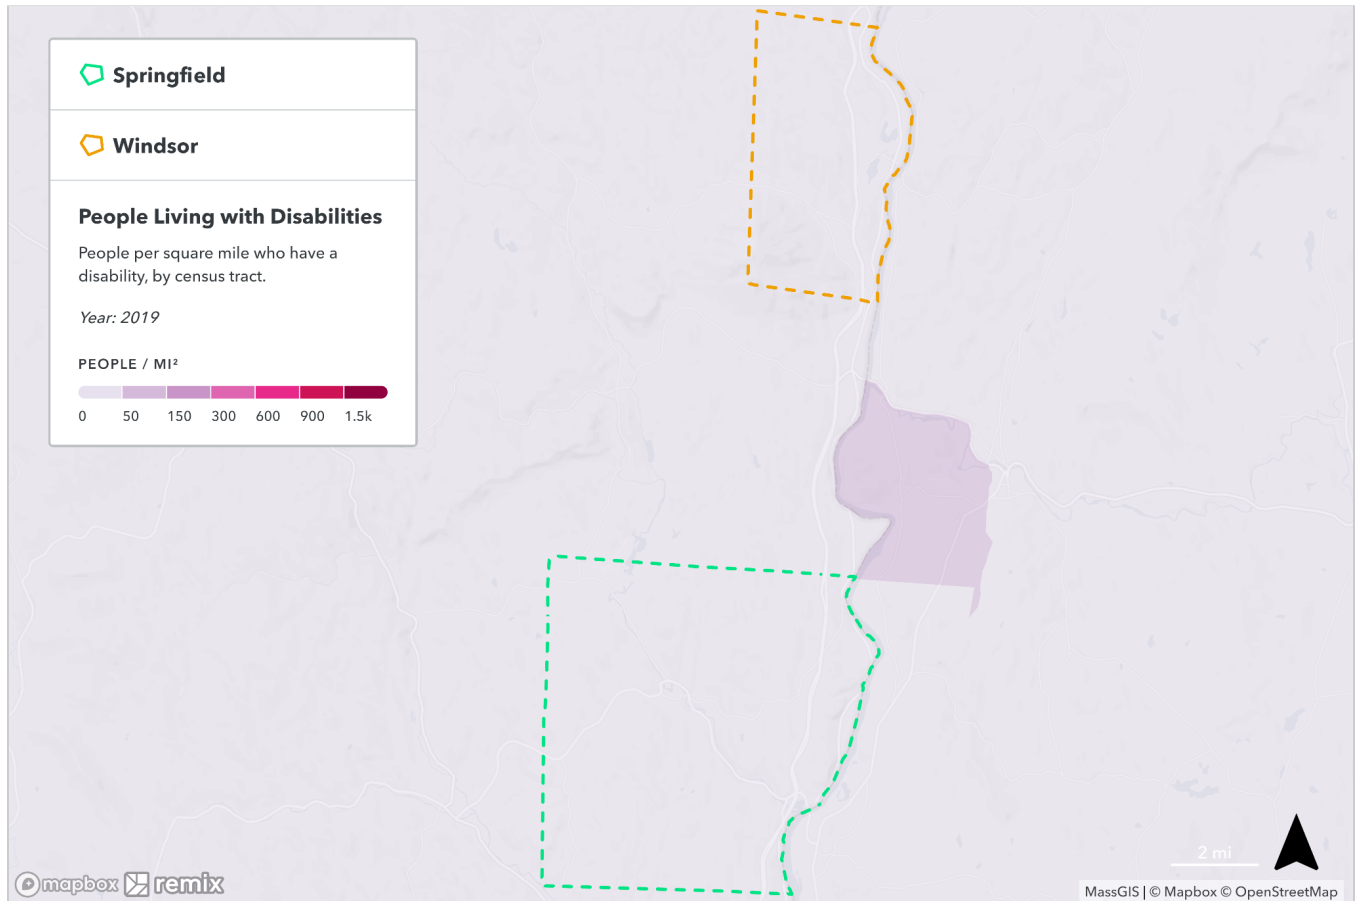 Springfield
Windsor
People Living with Disabilities
People per square mile who have a
disability, by census tract.
Year: 2019
PEOPLE / MI²
0 50 150 300 600 900 1.5k
2 mi
mapbox remix
MassGIS | © Mapbox © OpenStreetMap